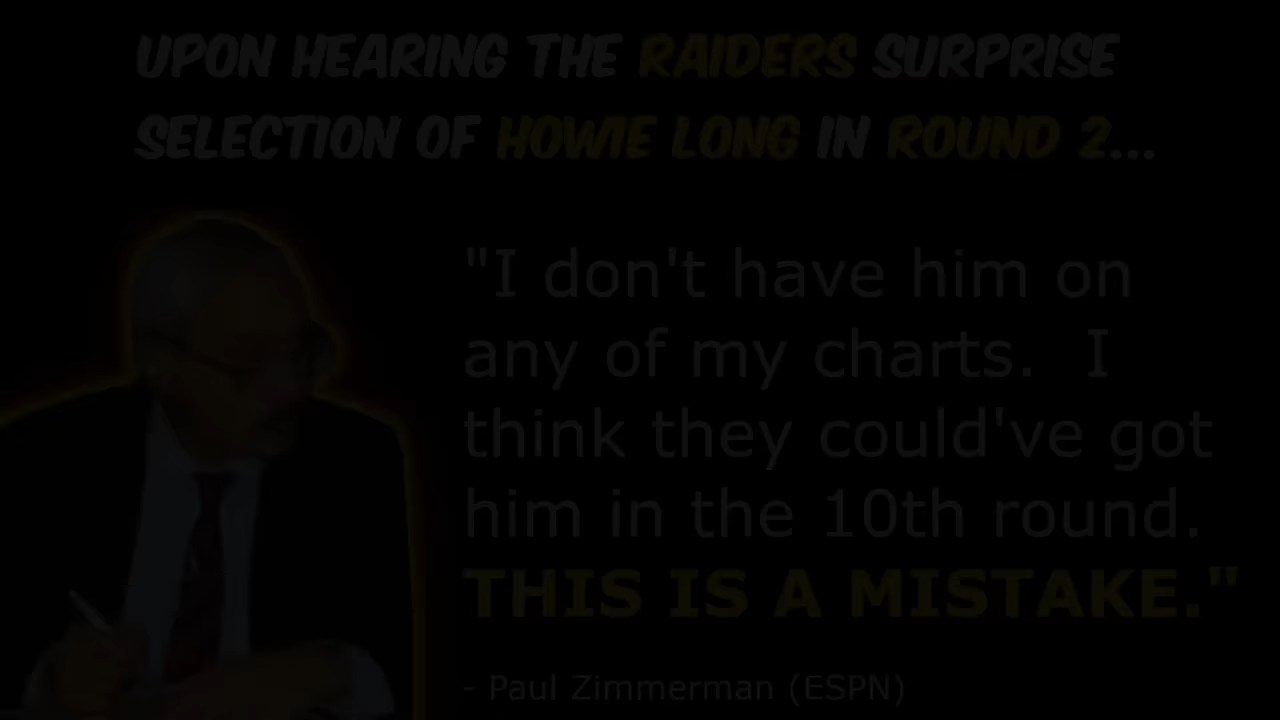 UPON HEARING THE RAIDERS SURPRISE
SELECTION OF HOWIE LONG IN ROUND 2...
"I don't have him on
any of my charts.  I
think they could've got
him in the 10th round.
THIS IS A MISTAKE."
- Paul Zimmerman (ESPN)